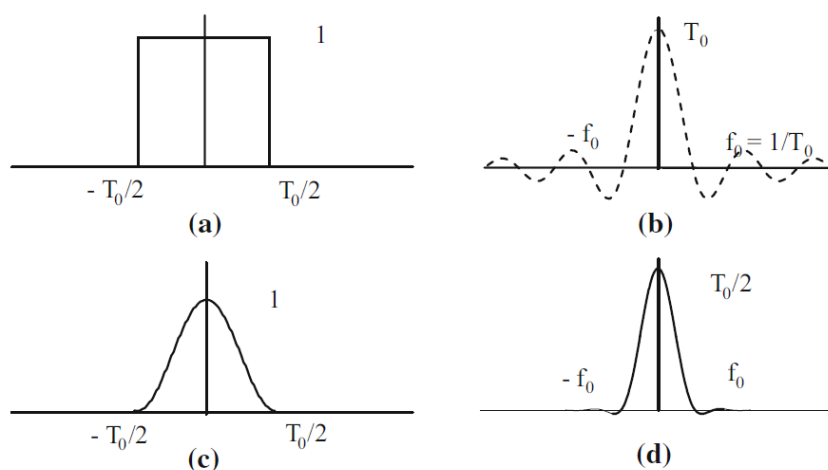 1
- T₀/2
T₀/2
(a)
T₀
- f₀
f₀ = 1/T₀
(b)
1
- T₀/2
T₀/2
(c)
T₀/2
- f₀
f₀
(d)